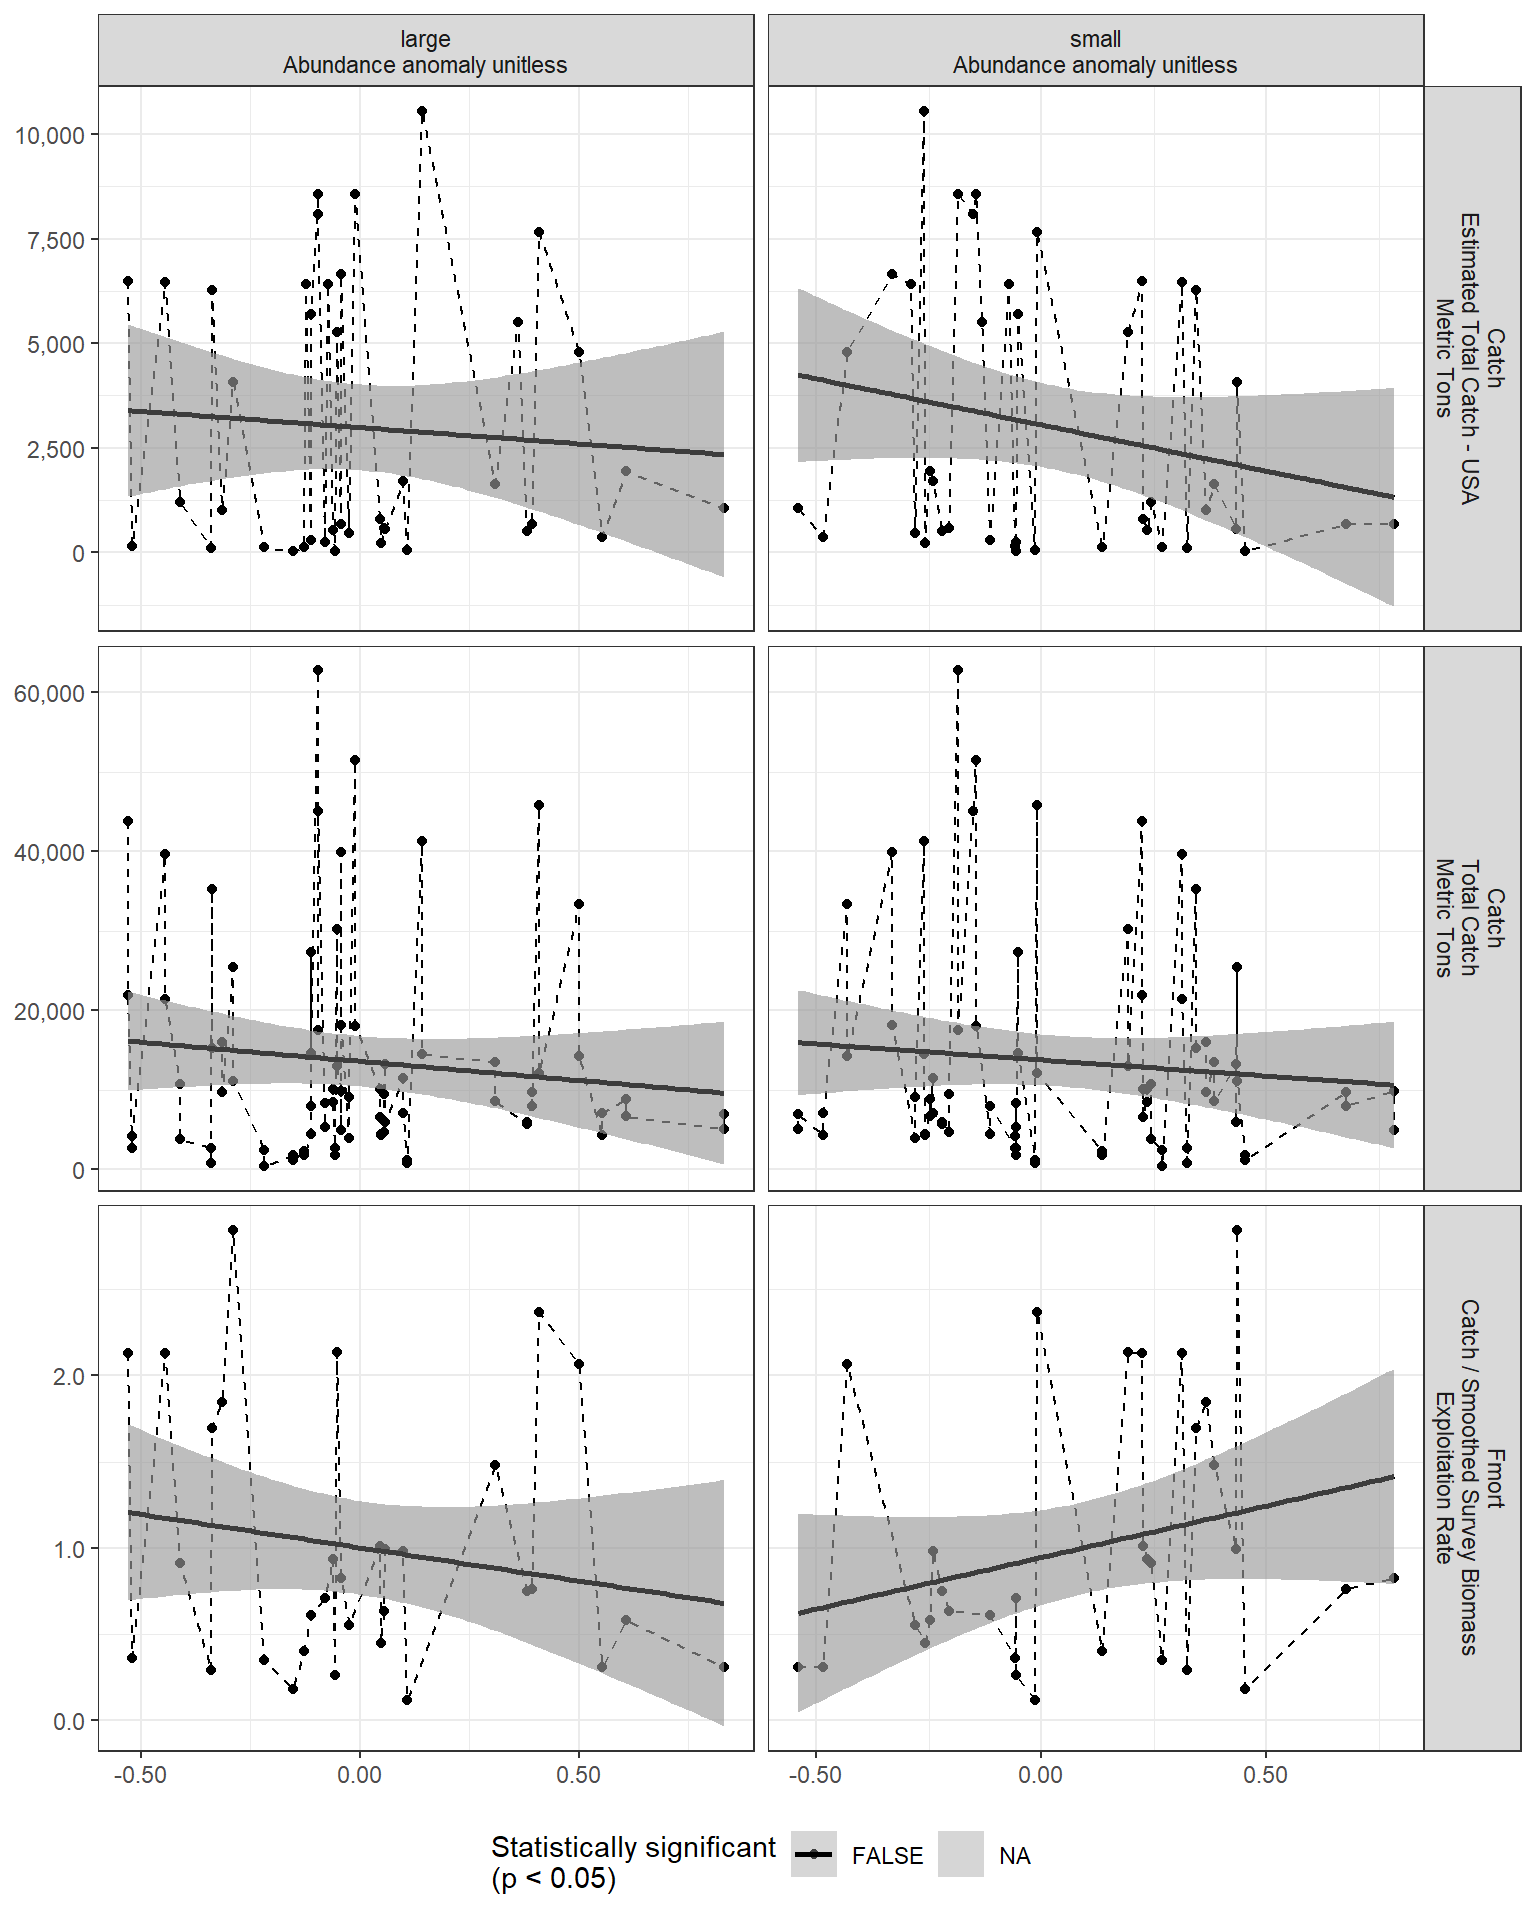 large
Abundance anomaly unitless
small
Abundance anomaly unitless
10,000
7,500
5,000
2,500
0
Catch
Estimated Total Catch - USA
Metric Tons
60,000
40,000
20,000
0
Catch
Total Catch
Metric Tons
2.0
1.0
0.0
Fmort
Catch / Smoothed Survey Biomass
Exploitation Rate
-0.50
0.00
0.50
-0.50
0.00
0.50
Statistically significant
(p < 0.05)
FALSE
NA